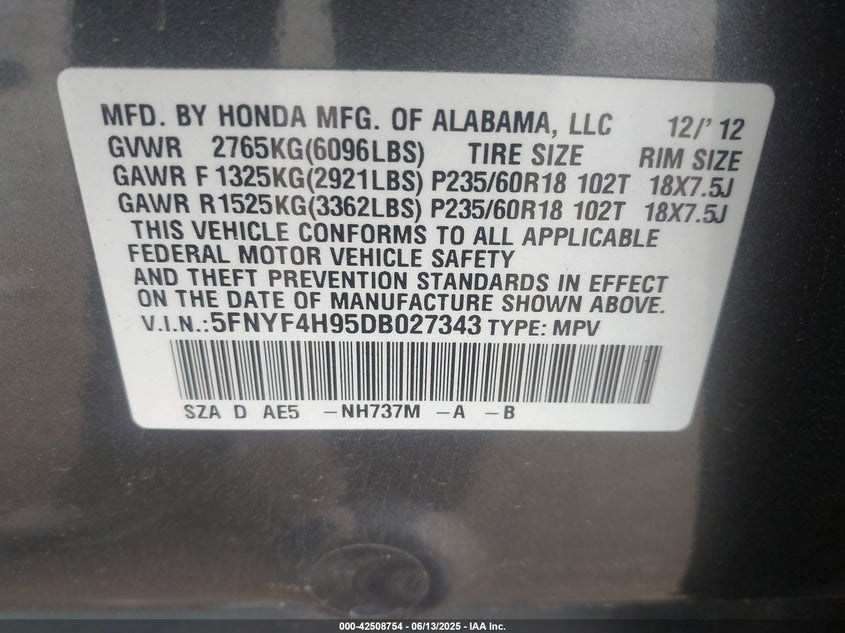 MFD. BY HONDA MFG. OF ALABAMA, LLC 12/' 12
GVWR 2765KG(6096LBS) TIRE SIZE RIM SIZE
GAWR F 1325KG(2921LBS) P235/60R18 102T 18X7.5J
GAWR R1525KG(3362LBS) P235/60R18 102T 18X7.5J
THIS VEHICLE CONFORMS TO ALL APPLICABLE
FEDERAL MOTOR VEHICLE SAFETY
AND THEFT PREVENTION STANDARDS IN EFFECT
ON THE DATE OF MANUFACTURE SHOWN ABOVE.
V.I.N.:5FNYF4H95DB027343 TYPE: MPV
SZA D AE5 -NH737M -A -B
000-42508754 - 06/13/2025 - IAA Inc.